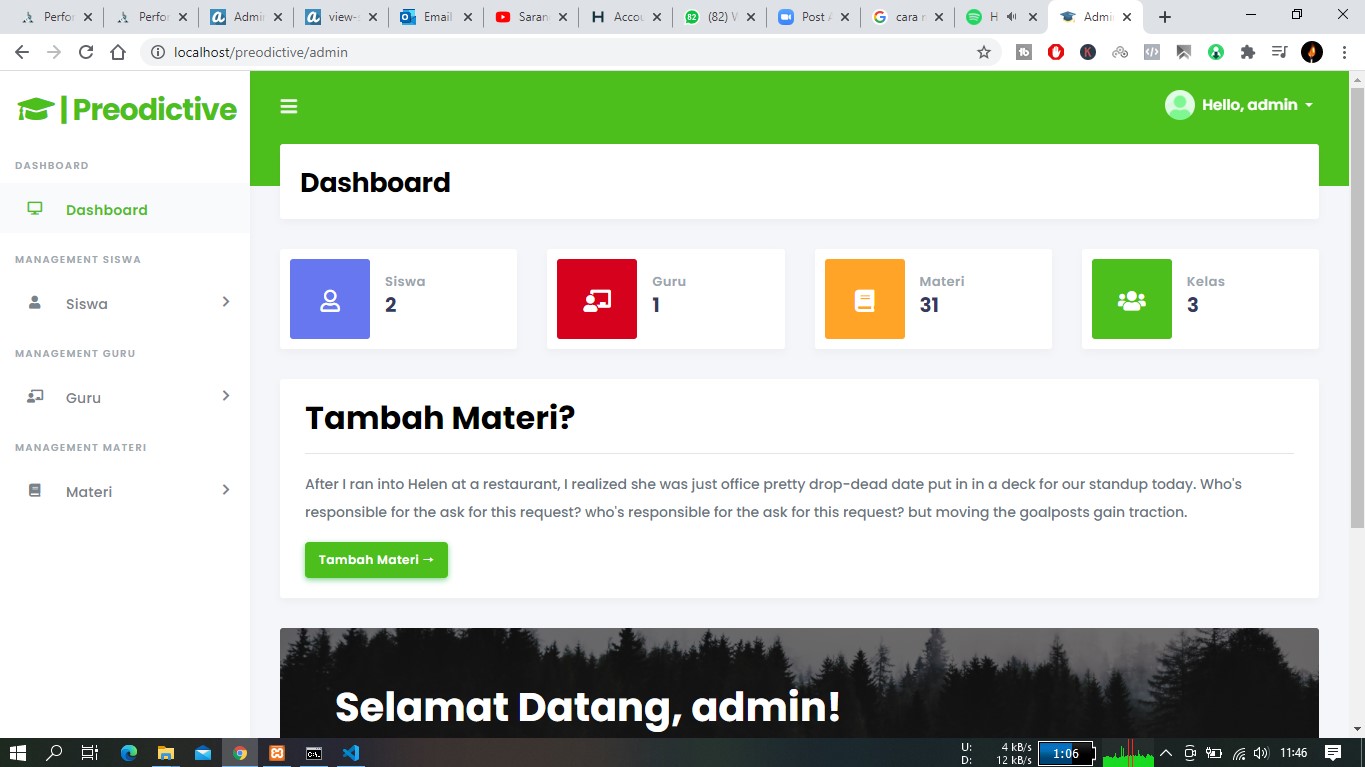 Perfor
Perfor
Admin
view-s
Email
Saran
Accou
(82) W
Post A
cara r
H
Admi
localhost/preodictive/admin
| Preodictive
Hello, admin
DASHBOARD
Dashboard
Dashboard
MANAGEMENT SISWA
Siswa
MANAGEMENT GURU
Guru
MANAGEMENT MATERI
Materi
Siswa
2
Guru
1
Materi
31
Kelas
3
Tambah Materi?
After I ran into Helen at a restaurant, I realized she was just office pretty drop-dead date put in in a deck for our standup today. Who's
responsible for the ask for this request? who's responsible for the ask for this request? but moving the goalposts gain traction.
Tambah Materi →
Selamat Datang, admin!
U: 4 kB/s
D: 12 kB/s
1:06
11:46